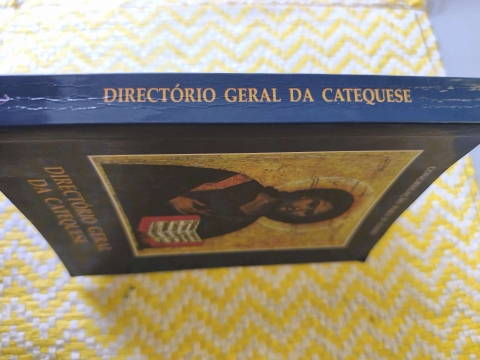 DIRECTÓRIO GERAL DA CATEQUESE
DIRECTÓRIO GERAL
DA CATEQUESE